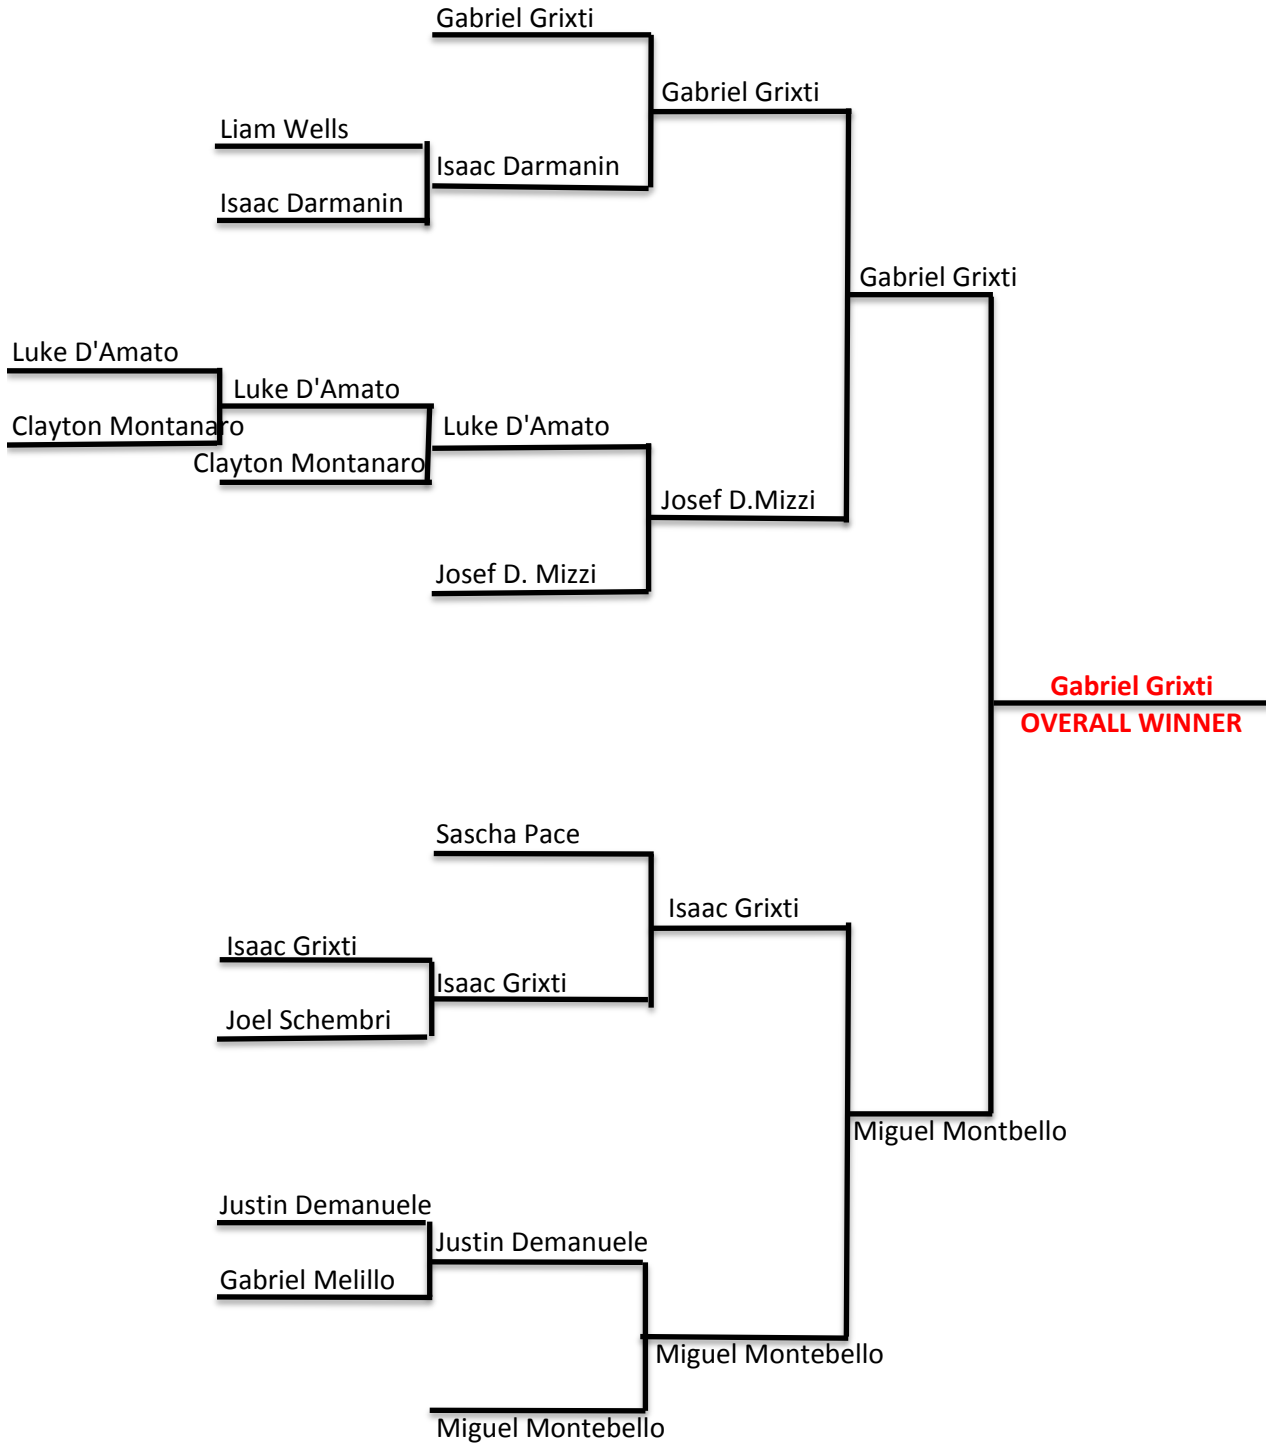 Gabriel Grixti
Gabriel Grixti
Liam Wells
Isaac Darmanin
Isaac Darmanin
Gabriel Grixti
Luke D'Amato
Luke D'Amato
Clayton Montanaro
Luke D'Amato
Clayton Montanaro
Josef D.Mizzi
Josef D. Mizzi
Gabriel Grixti
OVERALL WINNER
Sascha Pace
Isaac Grixti
Isaac Grixti
Isaac Grixti
Joel Schembri
Miguel Montbello
Justin Demanuele
Justin Demanuele
Gabriel Melillo
Miguel Montebello
Miguel Montebello